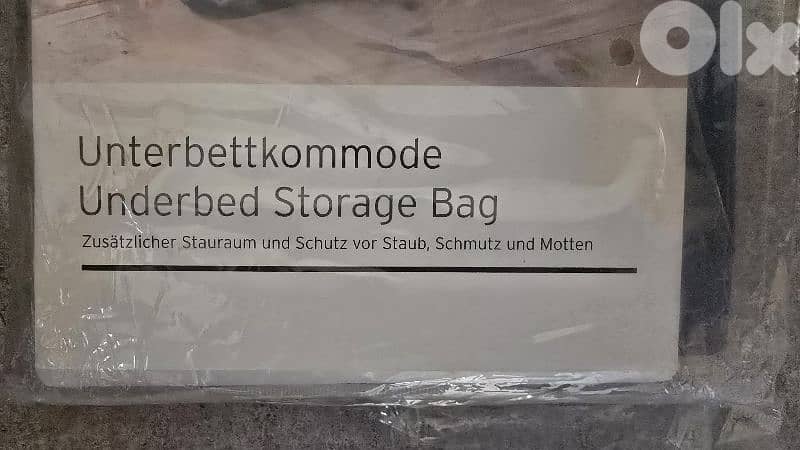 Olx
Unterbettkommode
Underbed Storage Bag
Zusätzlicher Stauraum und Schutz vor Staub, Schmutz und Motten